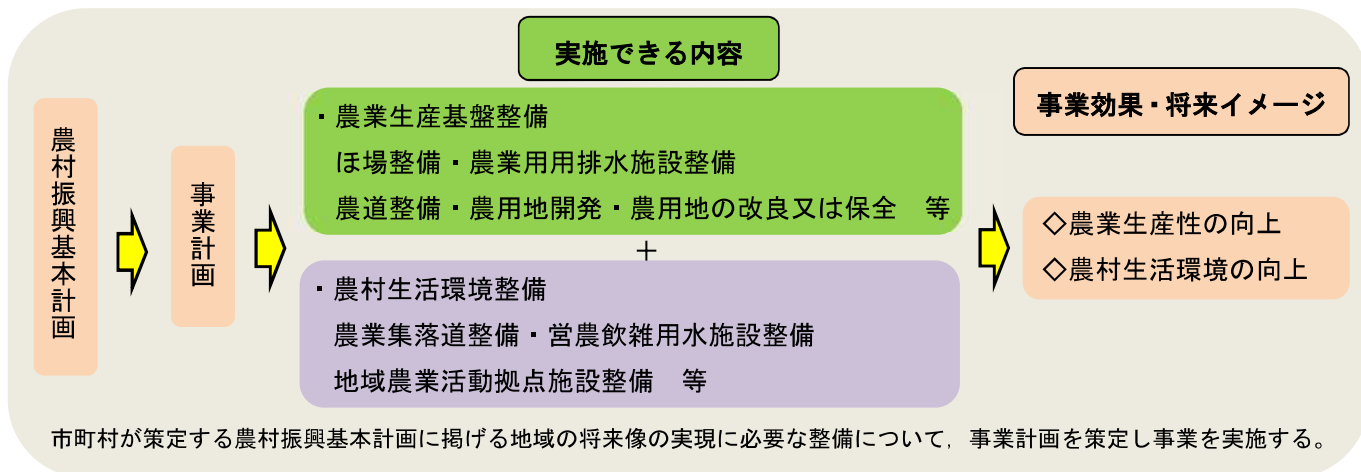 実施できる内容
事業効果・将来イメージ
農村振興基本計画
事業計画
・農業生産基盤整備
ほ場整備・農業用用排水施設整備
農道整備・農用地開発・農用地の改良又は保全　等
＋
・農村生活環境整備
農業集落道整備・営農飲雑用水施設整備
地域農業活動拠点施設整備　等
◇農業生産性の向上
◇農村生活環境の向上
市町村が策定する農村振興基本計画に掲げる地域の将来像の実現に必要な整備について，事業計画を策定し事業を実施する。